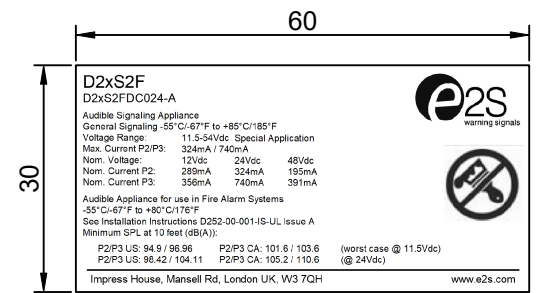 60
30
D2xS2F
D2xS2FDC024-A
e2S
warning signals
Audible Signaling Appliance
General Signaling -55°C/-67°F to +85°C/185°F
Voltage Range: 11.5-54Vdc Special Application
Max. Current P2/P3: 324mA / 740mA
Nom. Voltage: 12Vdc 24Vdc 48Vdc
Nom. Current P2: 289mA 324mA 195mA
Nom. Current P3: 356mA 740mA 391mA
Audible Appliance for use in Fire Alarm Systems
-55°C/-67°F to +80°C/176°F
See Installation Instructions D252-00-001-IS-UL Issue A
Minimum SPL at 10 feet (dB(A)):
P2/P3 US: 94.9 / 96.96 P2/P3 CA: 101.6 / 103.6 (worst case @ 11.5Vdc)
P2/P3 US: 98.42 / 104.11 P2/P3 CA: 105.2 / 110.6 (@ 24Vdc)
Impress House, Mansell Rd, London UK, W3 7QH www.e2s.com